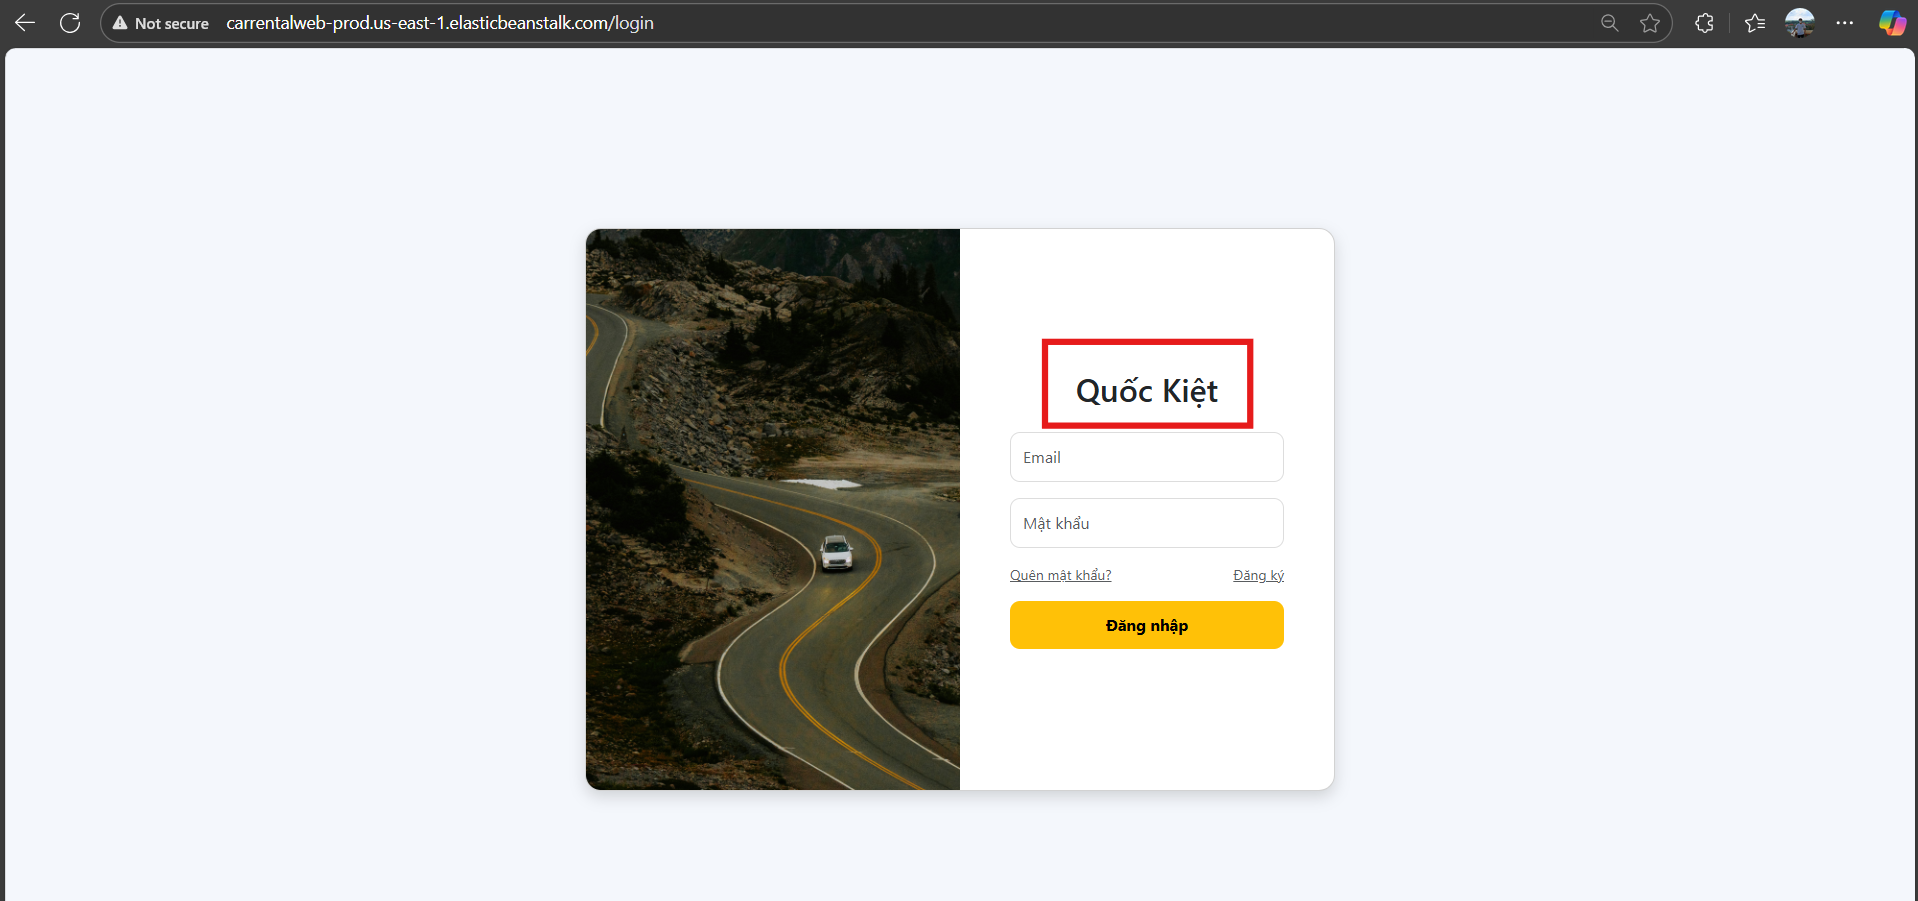 Not secure carrentalweb-prod.us-east-1.elasticbeanstalk.com/login
Quốc Kiệt
Email
Mật khẩu
Quên mật khẩu? Đăng ký
Đăng nhập